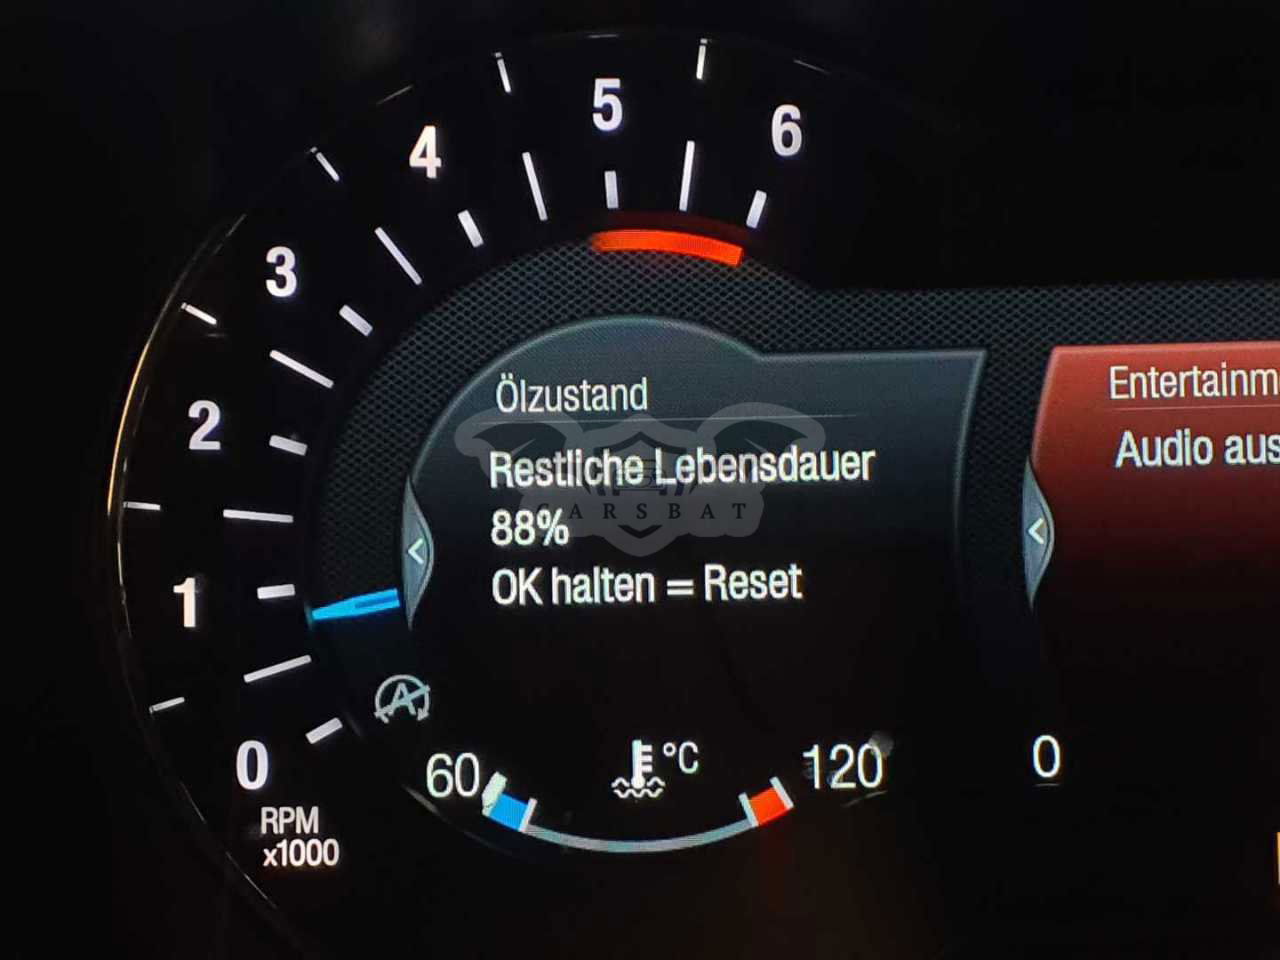 5
6
4
3
2
1
0
RPM
x1000
Ölzustand
Restliche Lebensdauer
88%
OK halten = Reset
CARSBAT
A
60
°C
120
Entertainm
Audio aus
0